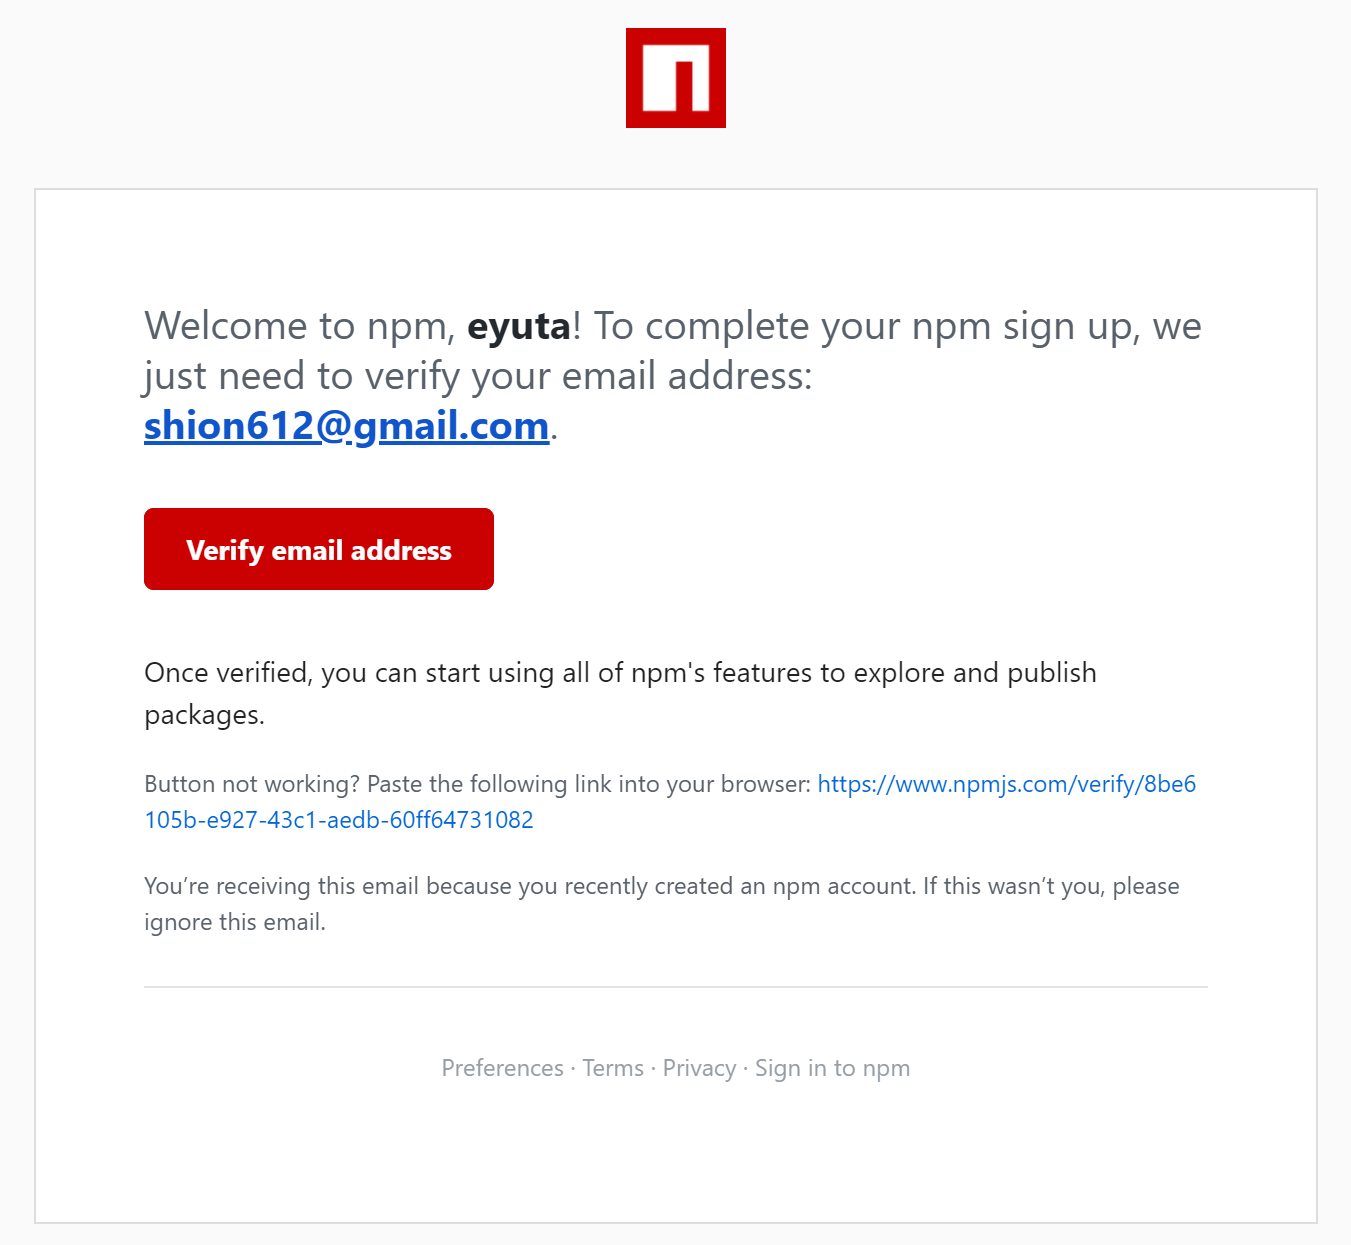 Welcome to npm, eyuta! To complete your npm sign up, we
just need to verify your email address:
shion612@gmail.com.
Verify email address
Once verified, you can start using all of npm's features to explore and publish
packages.
Button not working? Paste the following link into your browser: https://www.npmjs.com/verify/8be6
105b-e927-43c1-aedb-60ff64731082
You’re receiving this email because you recently created an npm account. If this wasn’t you, please
ignore this email.
Preferences · Terms · Privacy · Sign in to npm